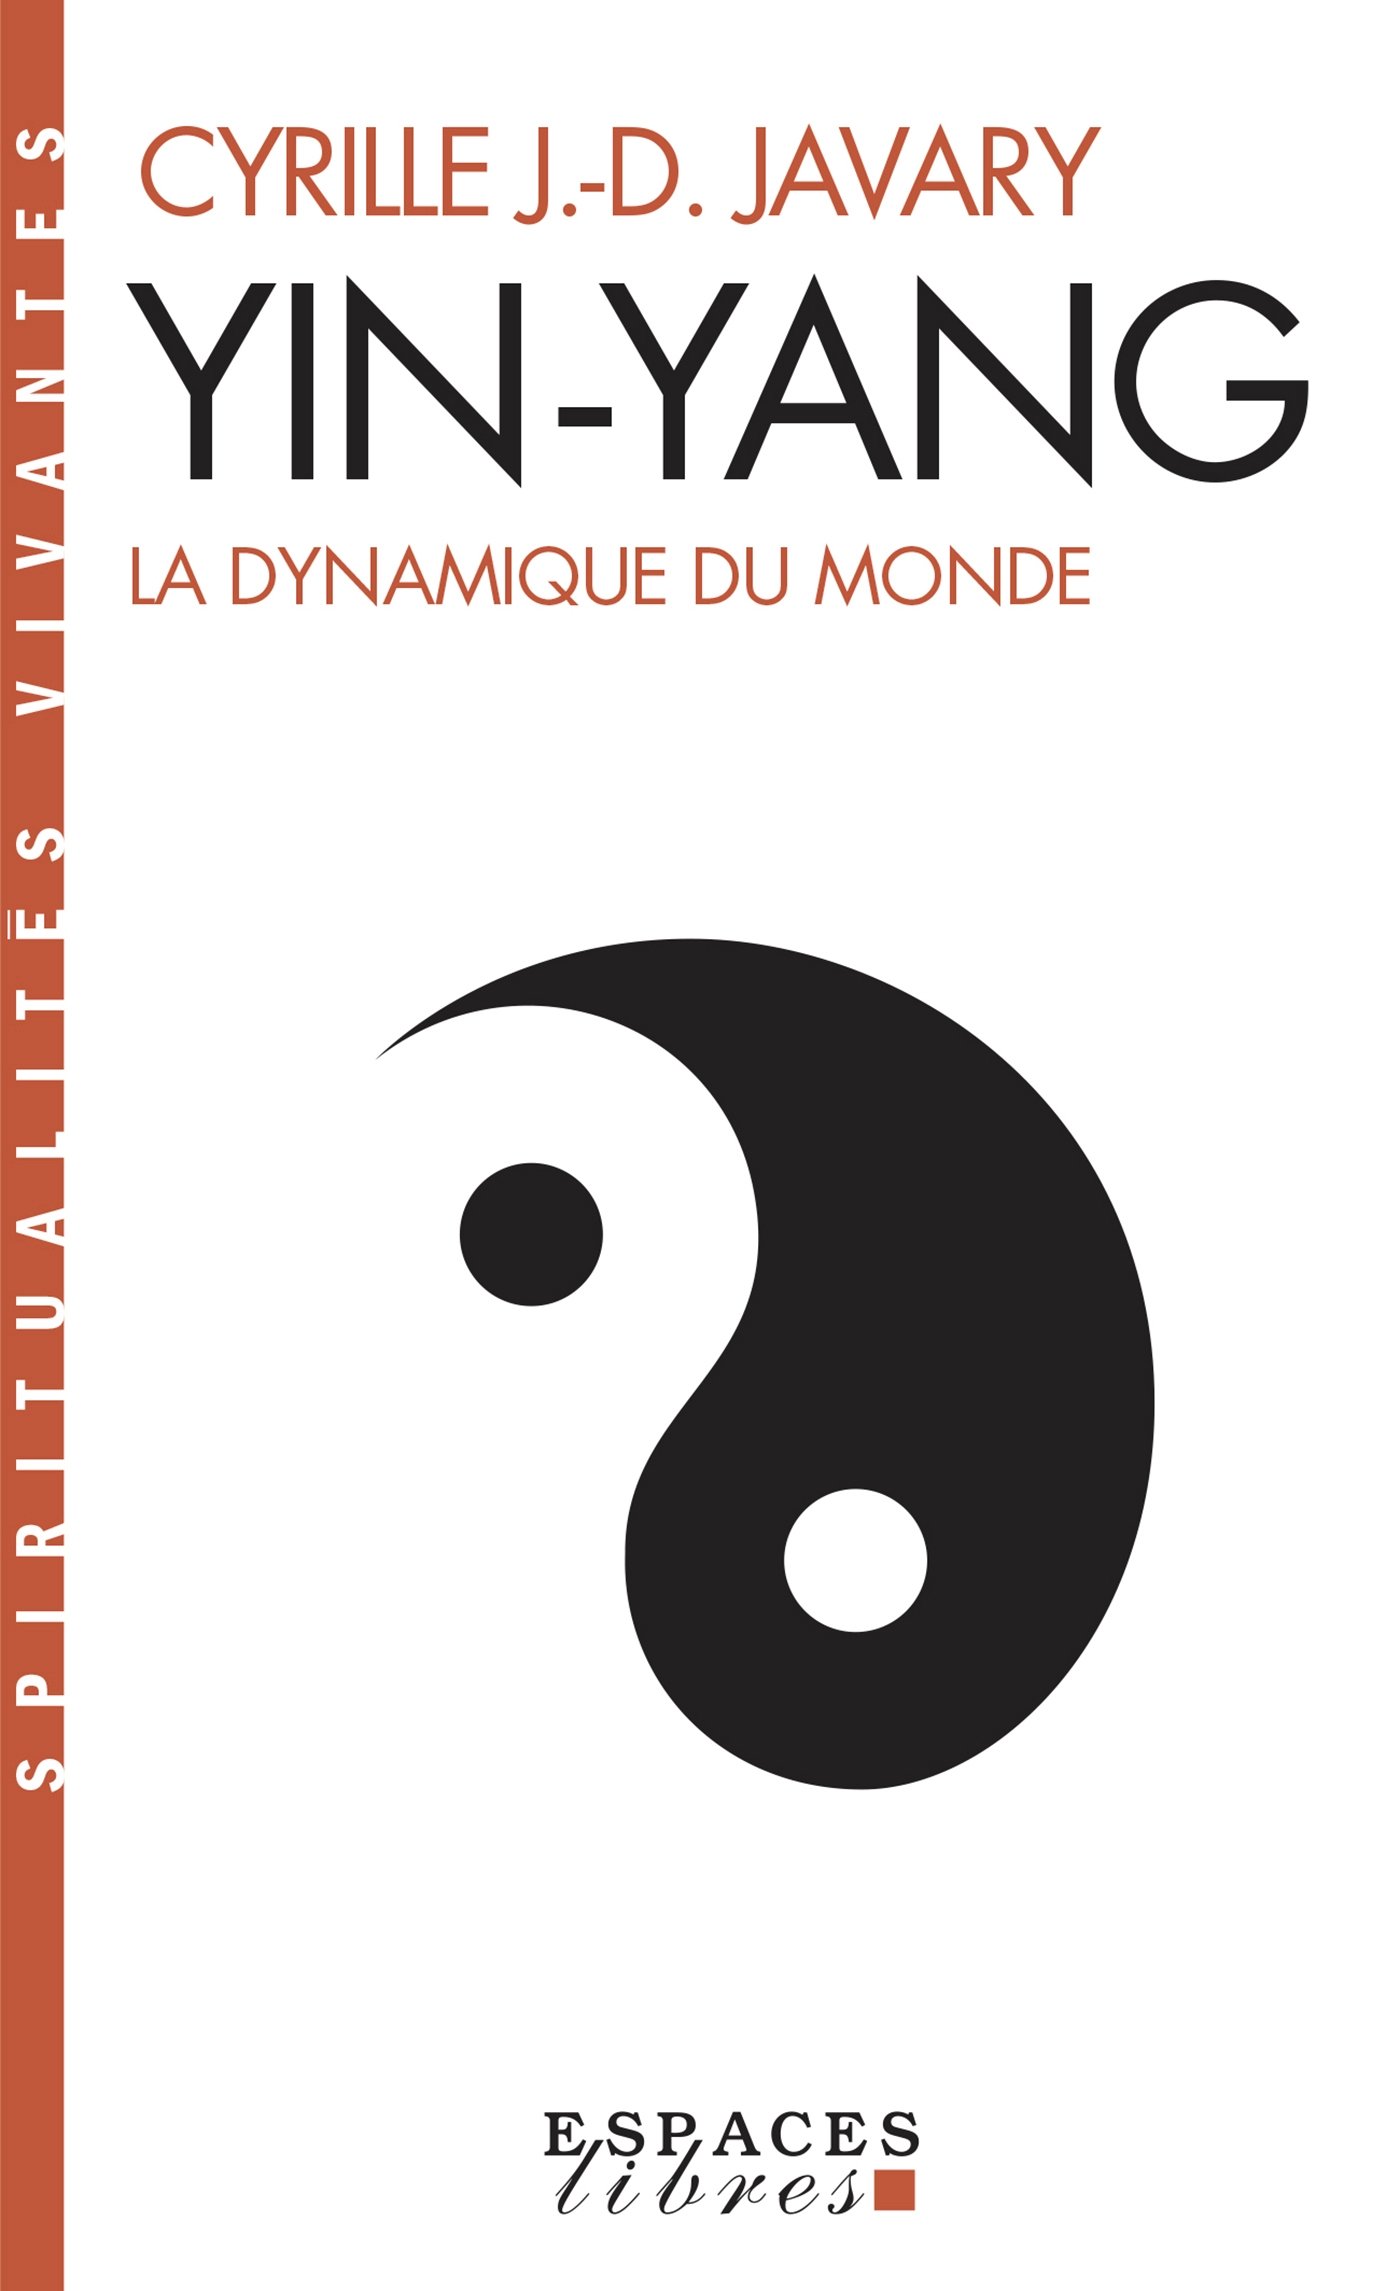 CYRILLE J.-D. JAVARY
YIN-YANG
LA DYNAMIQUE DU MONDE
SPIRITUALITÉS VIVANTES
ESPACES
libres